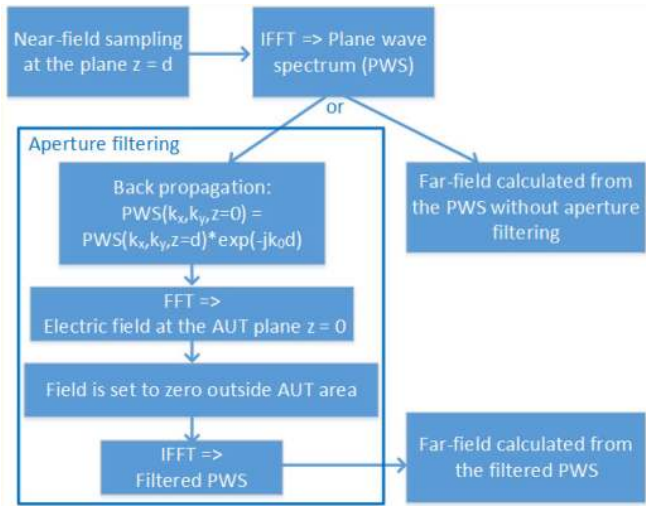 Near-field sampling
at the plane z = d
IFFT => Plane wave
spectrum (PWS)
or
Aperture filtering
Back propagation:
PWS(kₓ,kᵧ,z=0) =
PWS(kₓ,kᵧ,z=d)*exp(-jk₀d)
FFT =>
Electric field at the AUT plane z = 0
Field is set to zero outside AUT area
IFFT =>
Filtered PWS
Far-field calculated from
the PWS without aperture
filtering
Far-field calculated from
the filtered PWS